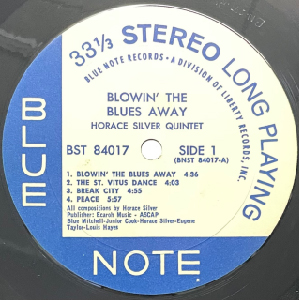 33⅓ STEREO LONG PLAYING
BLUE NOTE RECORDS • A DIVISION OF LIBERTY RECORDS, INC.
BLOWIN' THE
BLUES AWAY
HORACE SILVER QUINTET
BST 84017 SIDE 1
(BNST 84017-A)
1. BLOWIN' THE BLUES AWAY 4:36
2. THE ST. VITUS DANCE 4:03
3. BREAK CITY 4:55
4. PEACE 5:57
All compositions by Horace Silver
Publisher: Ecaroh Music - ASCAP
Blue Mitchell-Junior Cook-Horace Silver-Eugene
Taylor-Louis Hayes
BLUE
NOTE